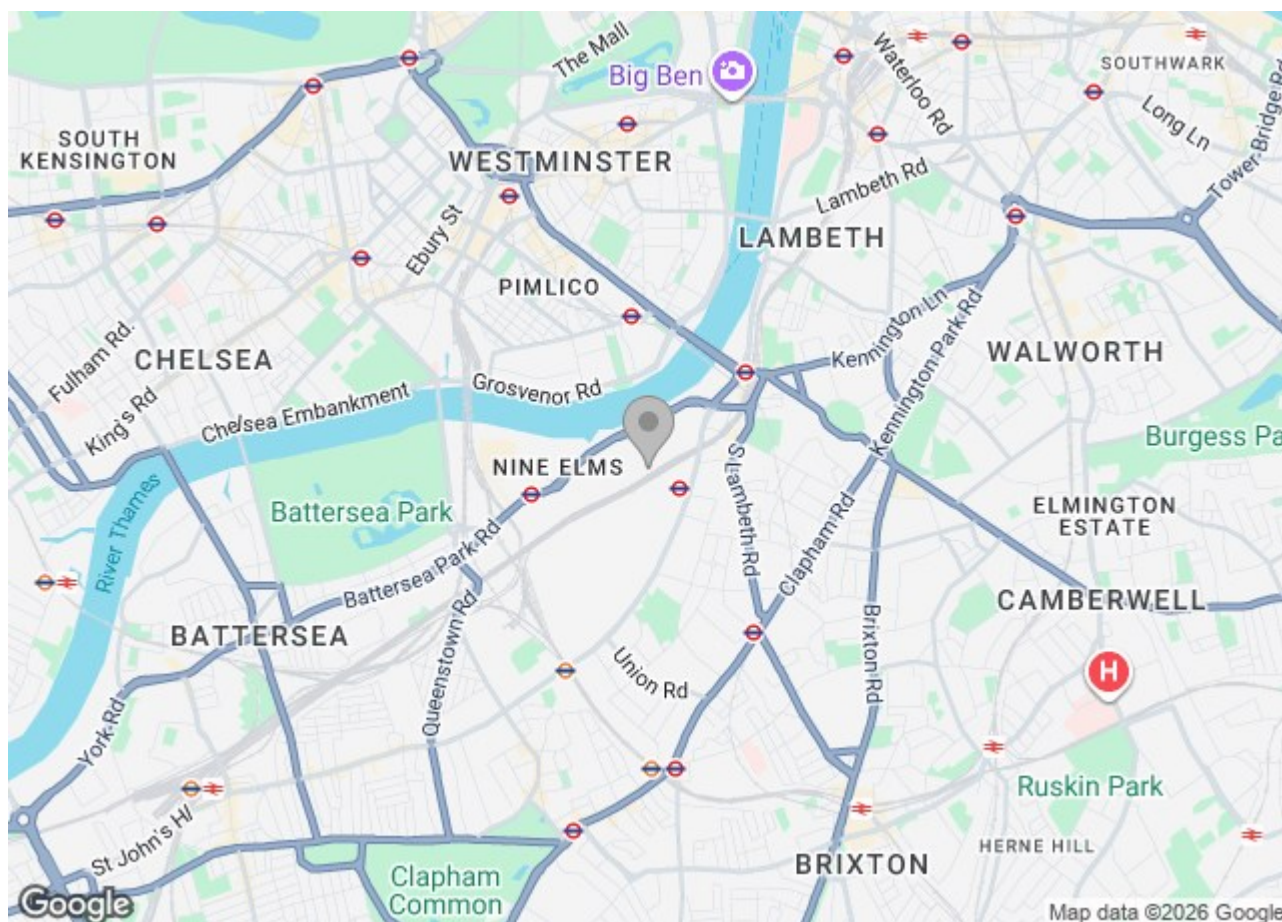 The Mall
Waterloo Rd
SOUTHWARK
Big Ben
Long Ln
SOUTH
KENSINGTON
WESTMINSTER
Tower Bridge Rd
Lambeth Rd
Ebury St
LAMBETH
PIMLICO
Fulham Rd.
CHELSEA
Kennington Ln
Kennington Park Rd
WALWORTH
King's Rd
Chelsea Embankment
Grosvenor Rd
Burgess Pa
NINE ELMS
S Lambeth Rd
Battersea Park
River Thames
Clapham Rd
ELMINGTON
ESTATE
Battersea Park Rd
CAMBERWELL
BATTERSEA
Queenstown Rd
Union Rd
Brixton Rd
H
York Rd
Ruskin Park
St John's H
HERNE HILL
BRIXTON
Clapham
Common
Google
Map data ©2026 Google